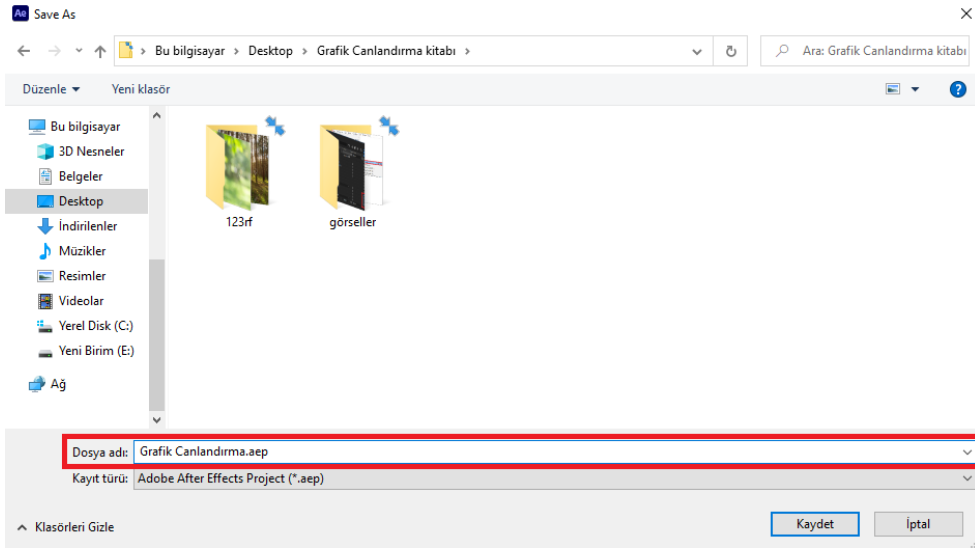 Ae Save As
Bu bilgisayar > Desktop > Grafik Canlandırma kitabı >
Ara: Grafik Canlandırma kitabı
Düzenle
Yeni klasör
?
Bu bilgisayar
3D Nesneler
Belgeler
Desktop
İndirilenler
Müzikler
Resimler
Videolar
Yerel Disk (C:)
Yeni Birim (E:)
Ağ
123rf
görseller
Dosya adı: Grafik Canlandırma.aep
Kayıt türü: Adobe After Effects Project (*.aep)
Klasörleri Gizle
Kaydet
İptal